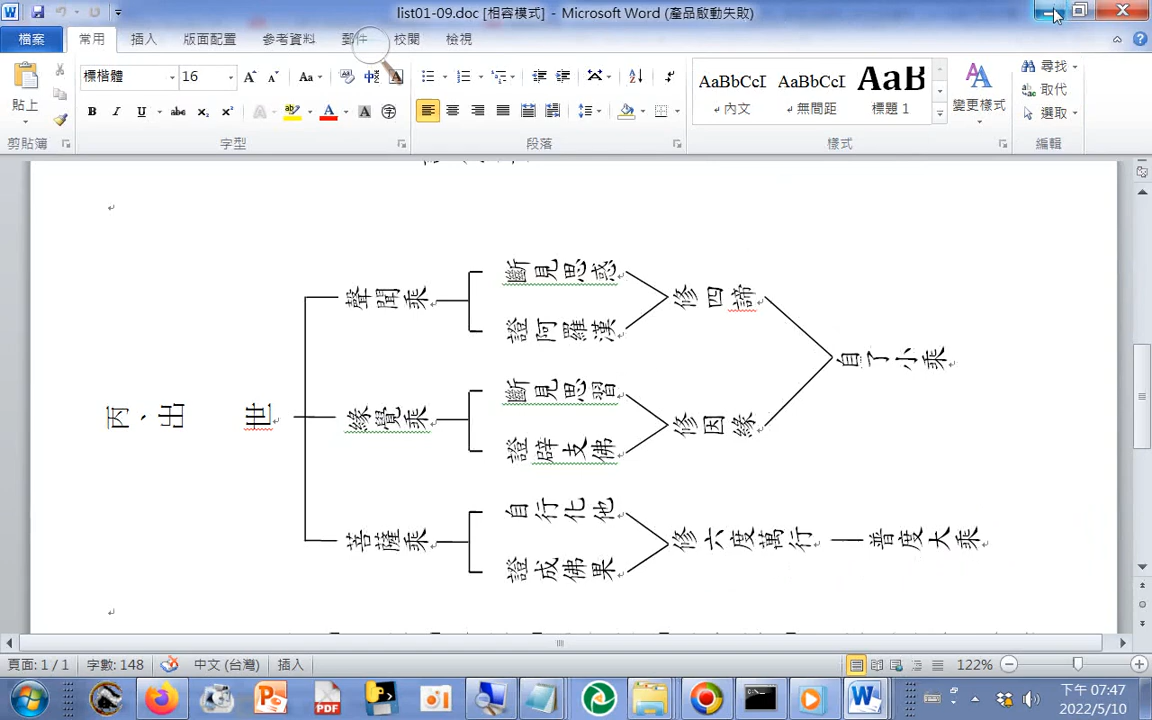 list01-09.doc [相容模式] - Microsoft Word (產品啟動失敗)
檔案 常用 插入 版面配置 參考資料 郵件 校閱 檢視
貼上
標楷體 16
AaBbCcI AaBbCcI AaB
內文 無間距 標題 1
變更樣式
尋找
取代
選取
剪貼簿 字型 段落 樣式 編輯
丙、出世
聲聞乘
斷見思惑
證阿羅漢
修四諦
自了小乘
緣覺乘
斷見思習
證辟支佛
修因緣
菩薩乘
自行化他
證成佛果
修六度萬行
普度大乘
頁面: 1 / 1 字數: 148 中文 (台灣) 插入 122%
下午 07:47
2022/5/10